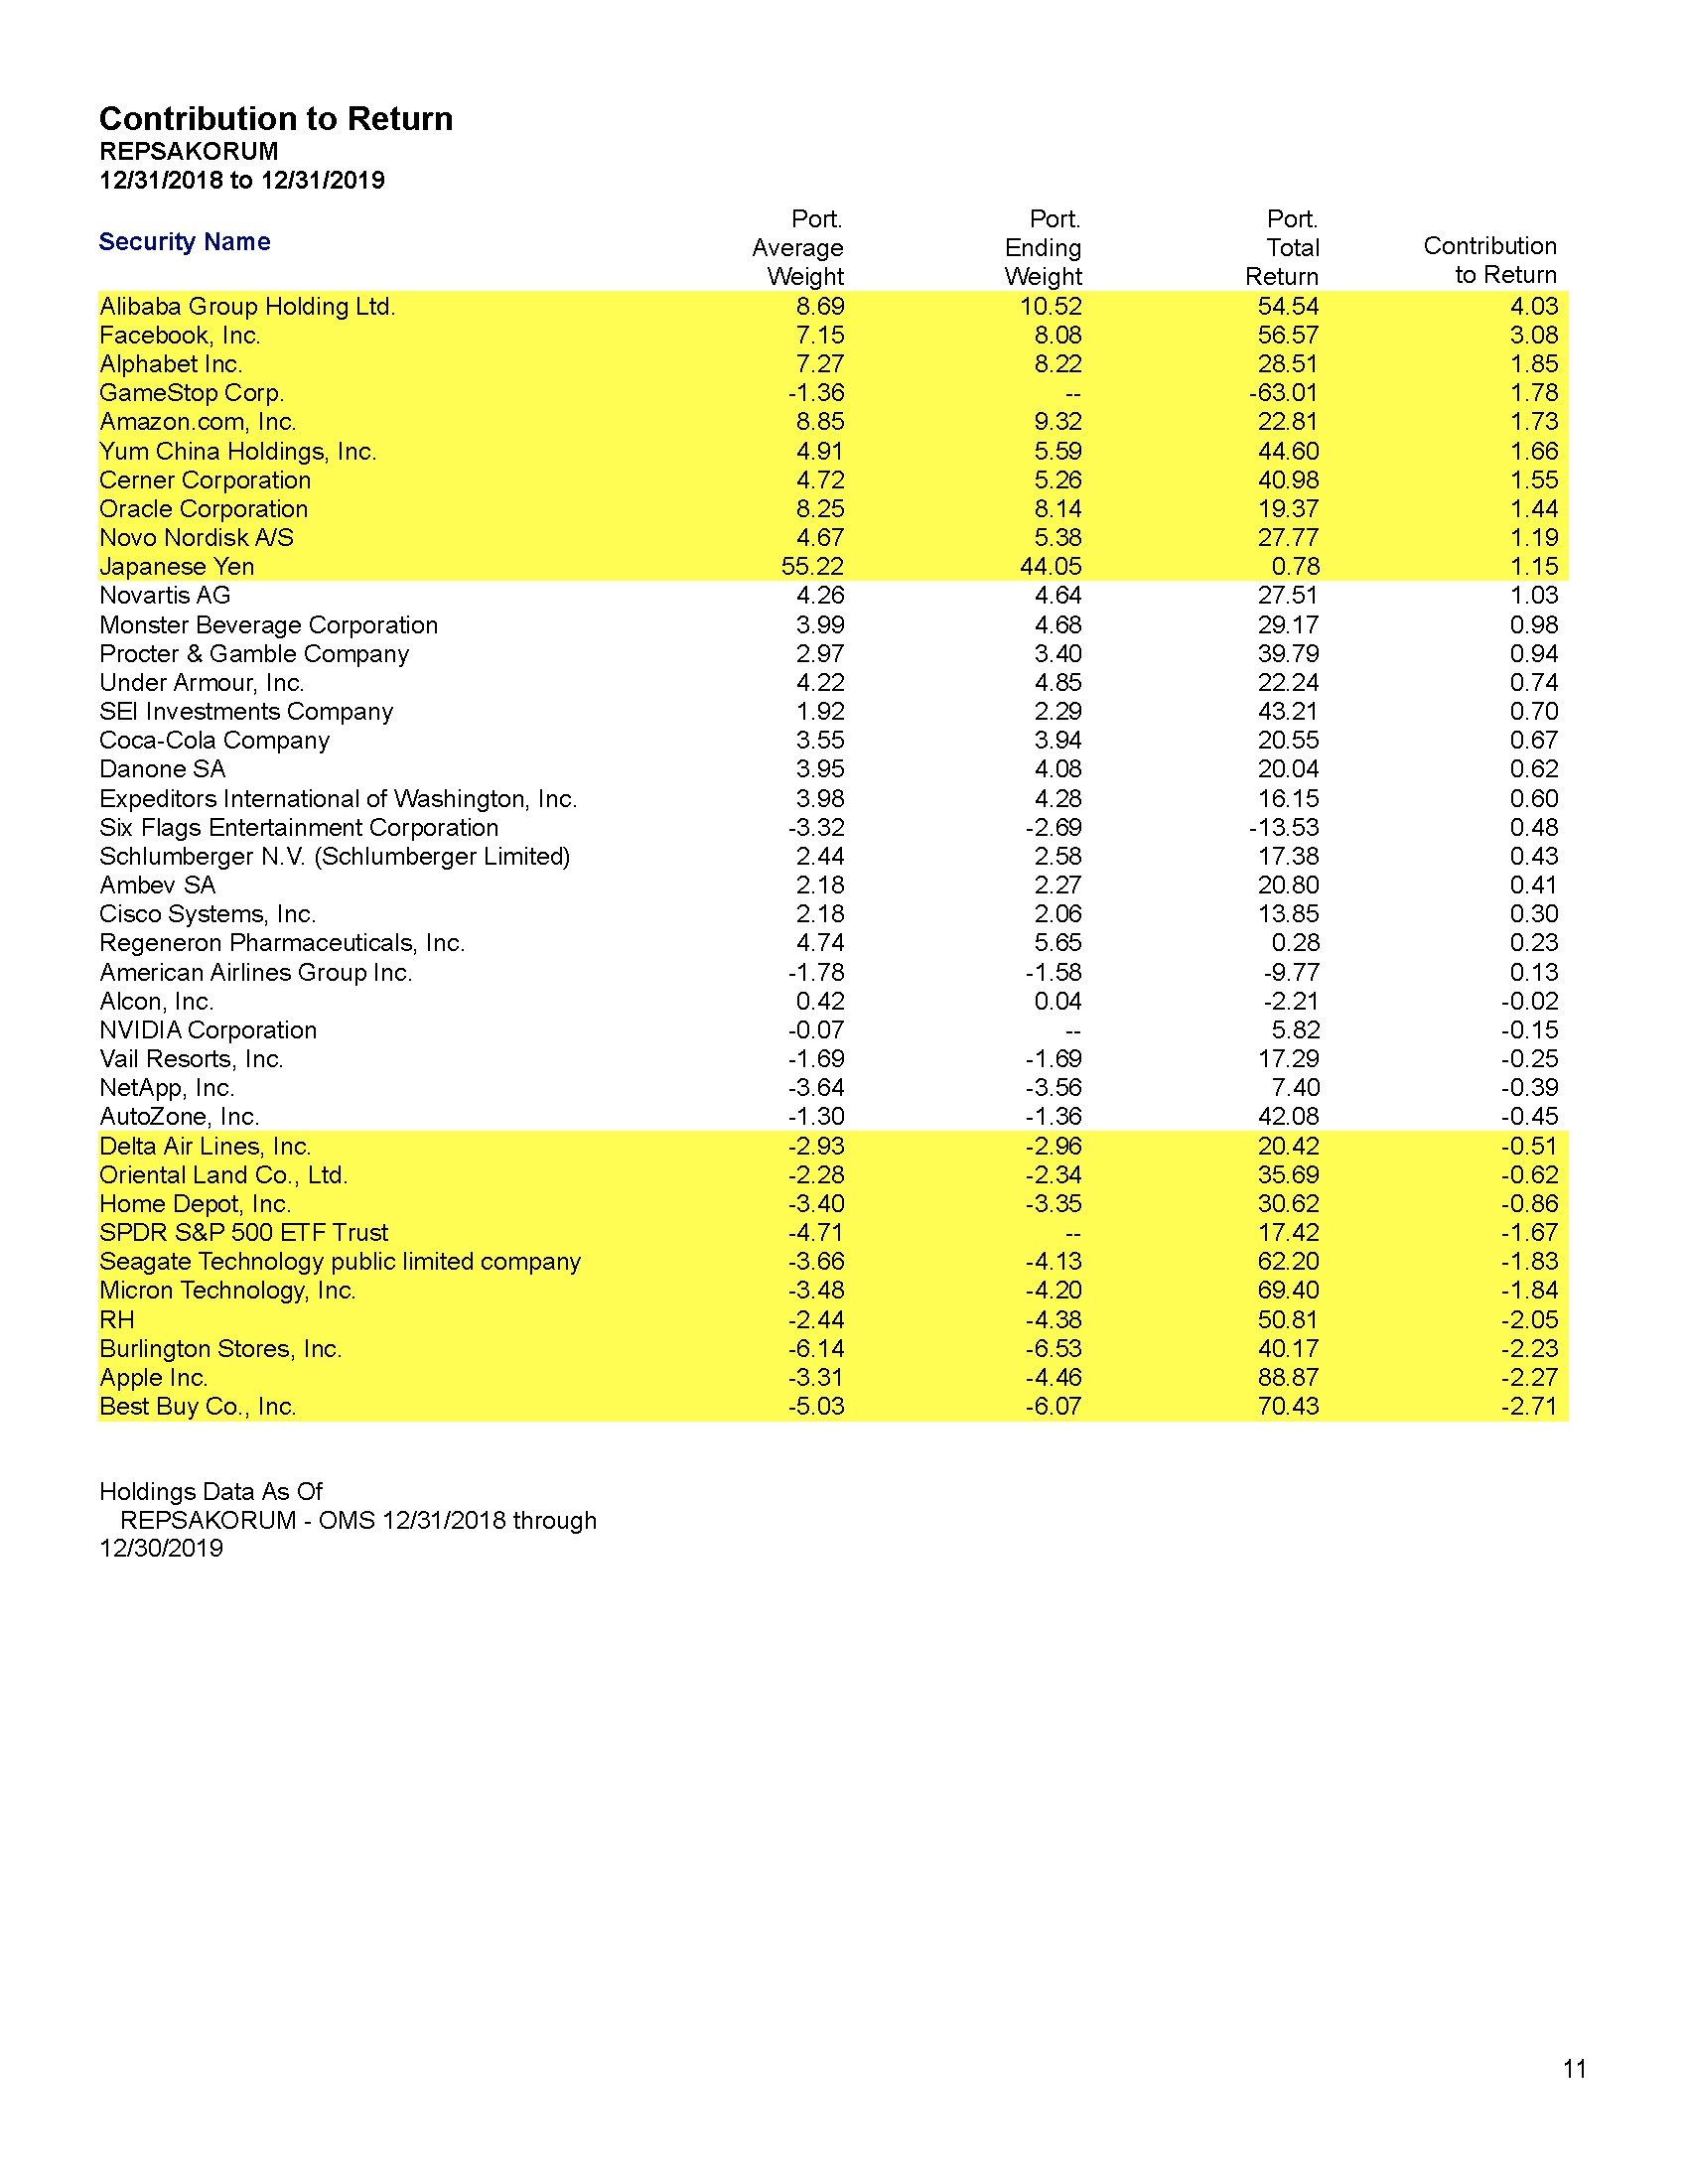 Contribution to Return
REPSAKORUM
12/31/2018 to 12/31/2019
Security Name Port. Average Weight Port. Ending Weight Port. Total Return Contribution to Return
Alibaba Group Holding Ltd. 8.69 10.52 54.54 4.03
Facebook, Inc. 7.15 8.08 56.57 3.08
Alphabet Inc. 7.27 8.22 28.51 1.85
GameStop Corp. -1.36 -- -63.01 1.78
Amazon.com, Inc. 8.85 9.32 22.81 1.73
Yum China Holdings, Inc. 4.91 5.59 44.60 1.66
Cerner Corporation 4.72 5.26 40.98 1.55
Oracle Corporation 8.25 8.14 19.37 1.44
Novo Nordisk A/S 4.67 5.38 27.77 1.19
Japanese Yen 55.22 44.05 0.78 1.15
Novartis AG 4.26 4.64 27.51 1.03
Monster Beverage Corporation 3.99 4.68 29.17 0.98
Procter & Gamble Company 2.97 3.40 39.79 0.94
Under Armour, Inc. 4.22 4.85 22.24 0.74
SEI Investments Company 1.92 2.29 43.21 0.70
Coca-Cola Company 3.55 3.94 20.55 0.67
Danone SA 3.95 4.08 20.04 0.62
Expeditors International of Washington, Inc. 3.98 4.28 16.15 0.60
Six Flags Entertainment Corporation -3.32 -2.69 -13.53 0.48
Schlumberger N.V. (Schlumberger Limited) 2.44 2.58 17.38 0.43
Ambev SA 2.18 2.27 20.80 0.41
Cisco Systems, Inc. 2.18 2.06 13.85 0.30
Regeneron Pharmaceuticals, Inc. 4.74 5.65 0.28 0.23
American Airlines Group Inc. -1.78 -1.58 -9.77 0.13
Alcon, Inc. 0.42 0.04 -2.21 -0.02
NVIDIA Corporation -0.07 -- 5.82 -0.15
Vail Resorts, Inc. -1.69 -1.69 17.29 -0.25
NetApp, Inc. -3.64 -3.56 7.40 -0.39
AutoZone, Inc. -1.30 -1.36 42.08 -0.45
Delta Air Lines, Inc. -2.93 -2.96 20.42 -0.51
Oriental Land Co., Ltd. -2.28 -2.34 35.69 -0.62
Home Depot, Inc. -3.40 -3.35 30.62 -0.86
SPDR S&P 500 ETF Trust -4.71 -- 17.42 -1.67
Seagate Technology public limited company -3.66 -4.13 62.20 -1.83
Micron Technology, Inc. -3.48 -4.20 69.40 -1.84
RH -2.44 -4.38 50.81 -2.05
Burlington Stores, Inc. -6.14 -6.53 40.17 -2.23
Apple Inc. -3.31 -4.46 88.87 -2.27
Best Buy Co., Inc. -5.03 -6.07 70.43 -2.71
Holdings Data As Of
REPSAKORUM - OMS 12/31/2018 through
12/30/2019
11